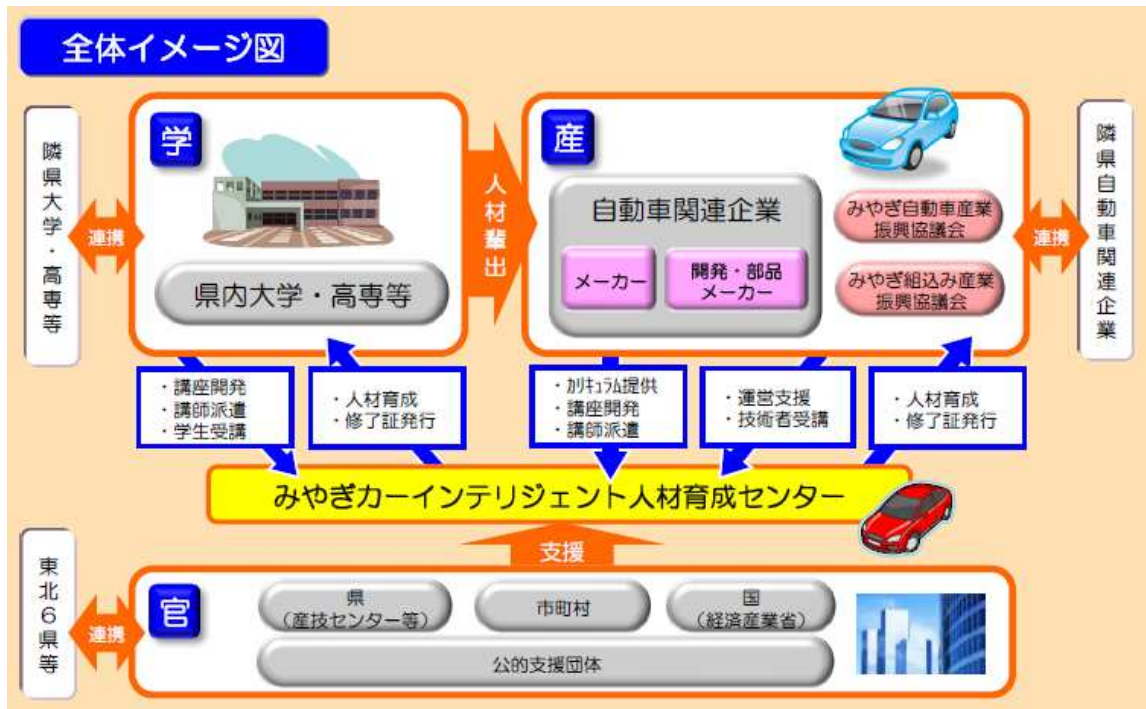 全体イメージ図
隣県大学・高専等
連携
学
県内大学・高専等
人材輩出
産
自動車関連企業
メーカー
開発・部品
メーカー
みやぎ自動車産業
振興協議会
みやぎ組込み産業
振興協議会
連携
隣県自動車関連企業
・講座開発
・講師派遣
・学生受講
・人材育成
・修了証発行
・ｶﾘｷｭﾗﾑ提供
・講座開発
・講師派遣
・運営支援
・技術者受講
・人材育成
・修了証発行
みやぎカーインテリジェント人材育成センター
支援
東北６県等
連携
官
県
（産技センター等）
市町村
国
（経済産業省）
公的支援団体